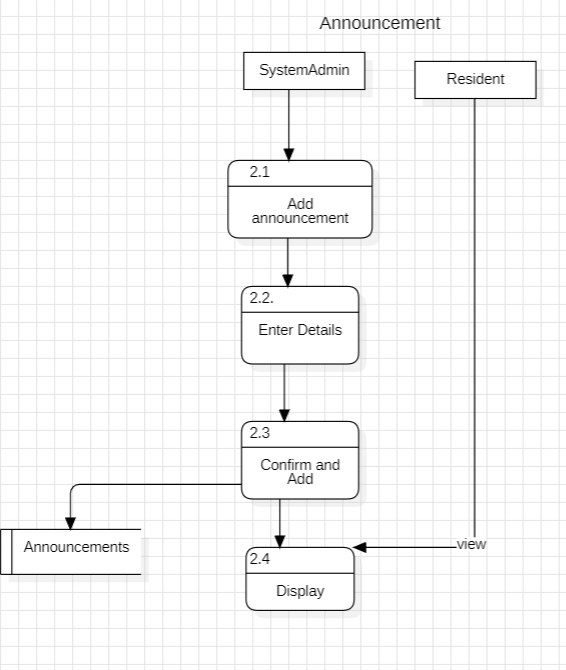 Announcement
SystemAdmin
Resident
2.1
Add
announcement
2.2.
Enter Details
2.3
Confirm and
Add
Announcements
view
2.4
Display